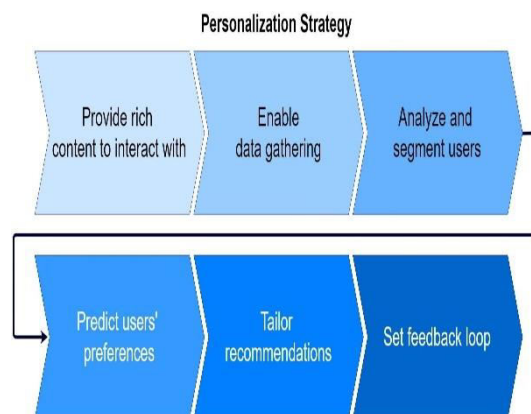 Personalization Strategy
Provide rich
content to interact with
Enable
data gathering
Analyze and
segment users
Predict users'
preferences
Tailor
recommendations
Set feedback loop